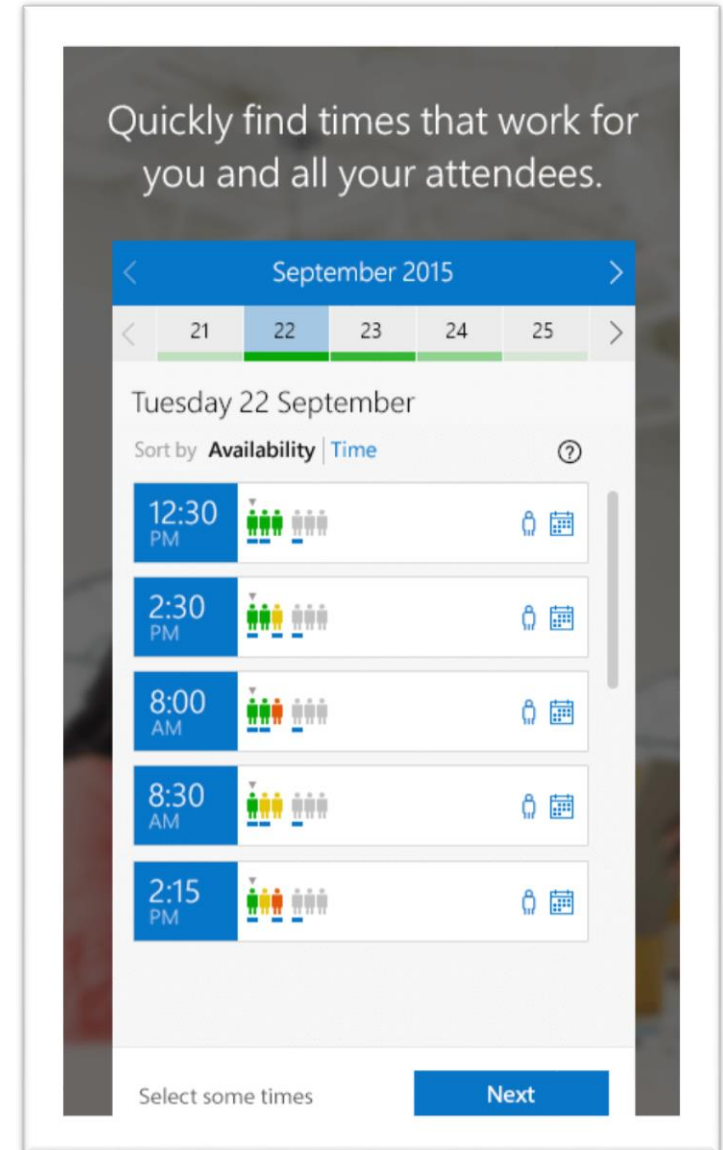 Quickly find times that work for
you and all your attendees.
September 2015
21 22 23 24 25
Tuesday 22 September
Sort by Availability | Time
12:30
PM
2:30
PM
8:00
AM
8:30
AM
2:15
PM
Select some times
Next